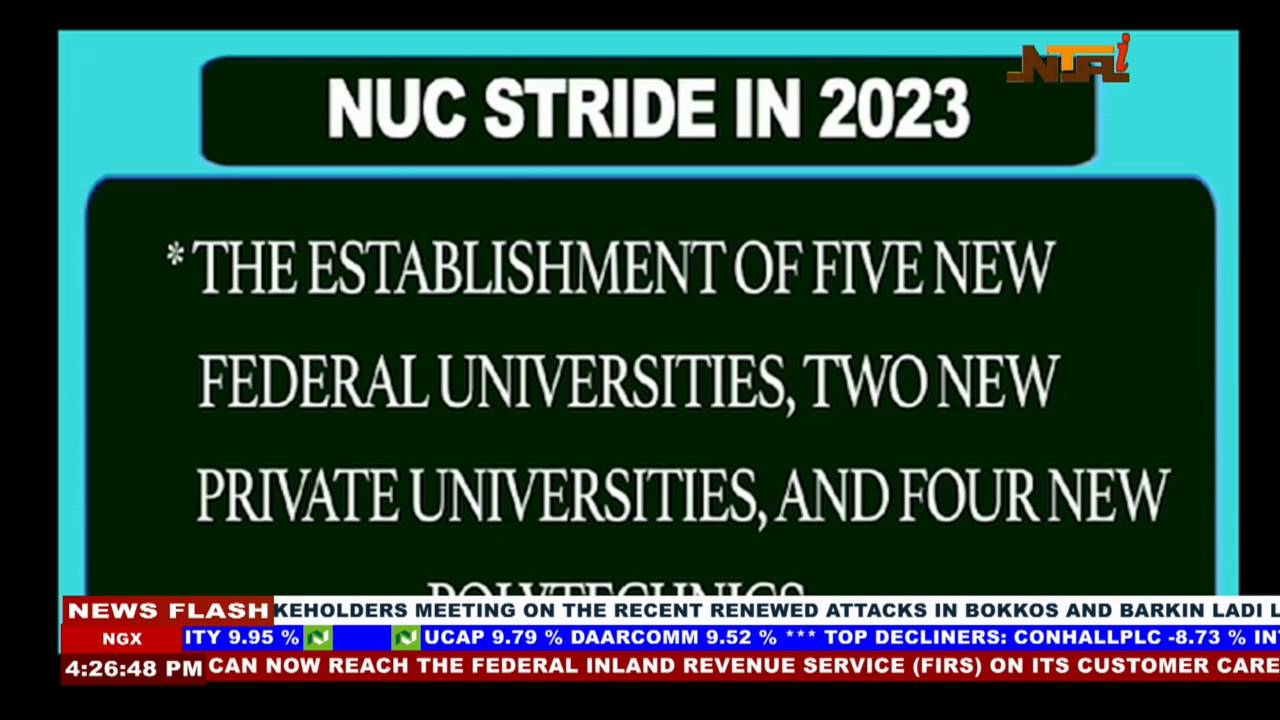 NTAi
NUC STRIDE IN 2023
* THE ESTABLISHMENT OF FIVE NEW
FEDERAL UNIVERSITIES, TWO NEW
PRIVATE UNIVERSITIES, AND FOUR NEW
POLYTECHNICS
NEWS FLASH KEHOLDERS MEETING ON THE RECENT RENEWED ATTACKS IN BOKKOS AND BARKIN LADI L
NGX ITY 9.95 % UCAP 9.79 % DAARCOMM 9.52 % *** TOP DECLINERS: CONHALLPLC -8.73 % INT
4:26:48 PM CAN NOW REACH THE FEDERAL INLAND REVENUE SERVICE (FIRS) ON ITS CUSTOMER CARE